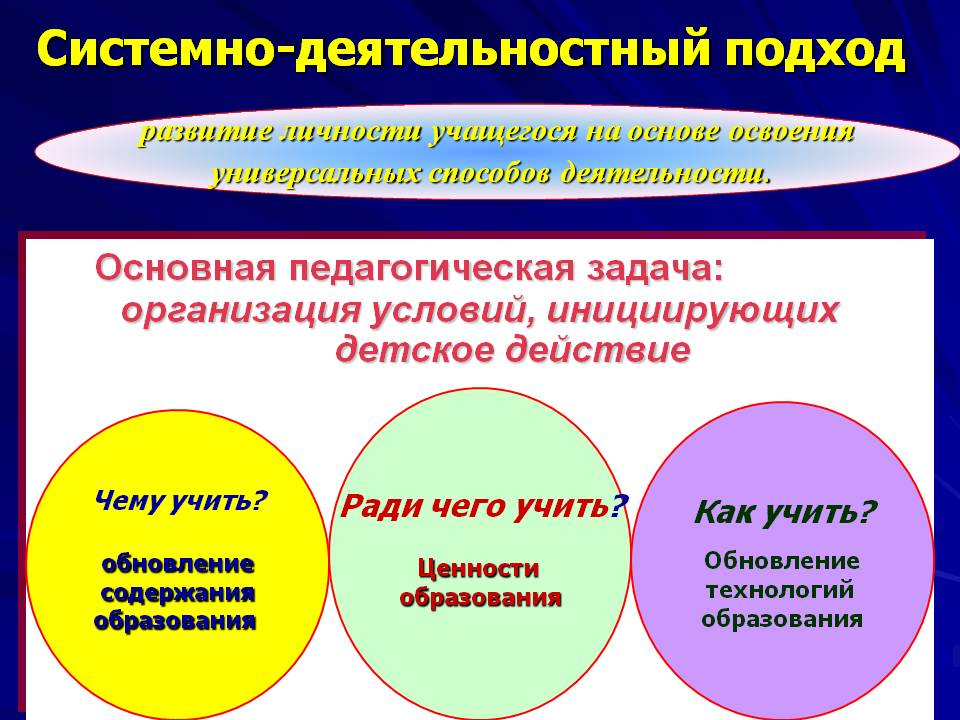 Системно-деятельностный подход
развитие личности учащегося на основе освоения
универсальных способов деятельности.
Основная педагогическая задача:
организация условий, инициирующих
детское действие
Чему учить?
обновление
содержания
образования
Ради чего учить?
Ценности
образования
Как учить?
Обновление
технологий
образования